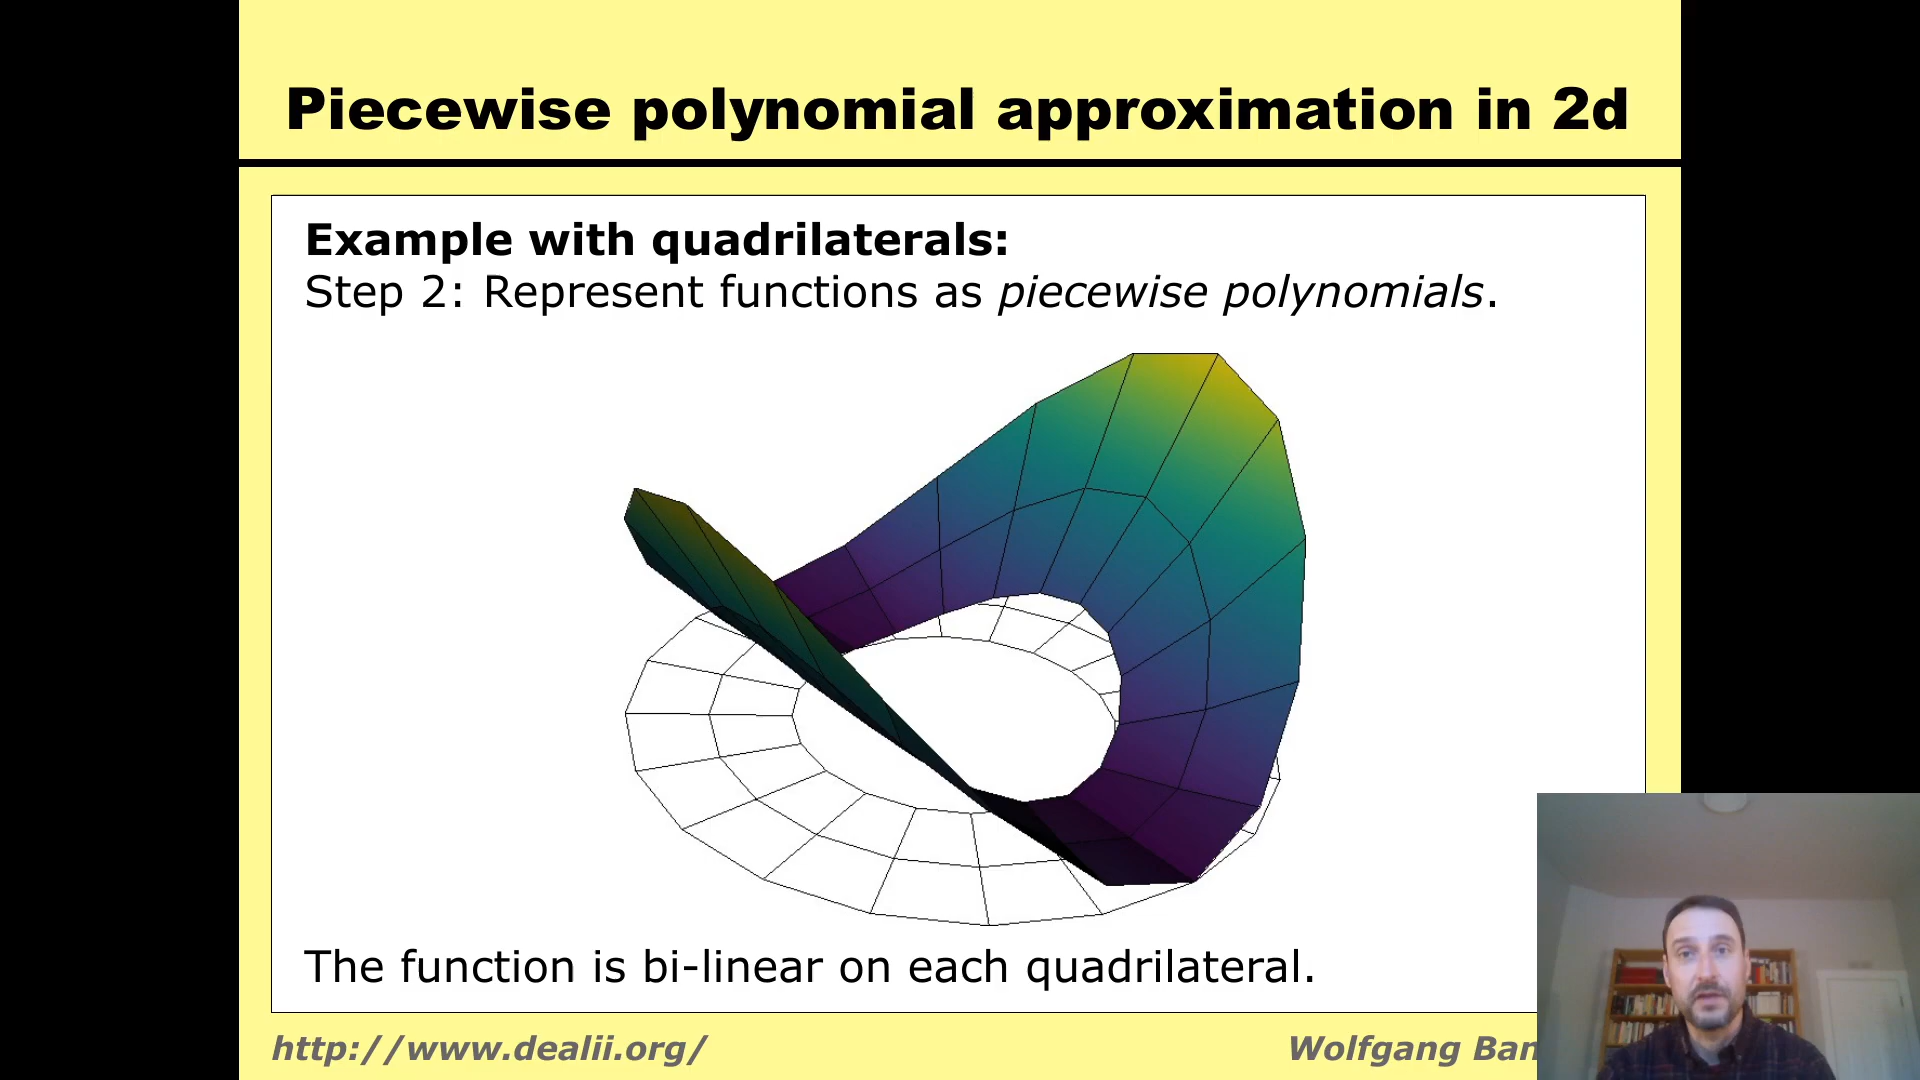 Piecewise polynomial approximation in 2d
Example with quadrilaterals:
Step 2: Represent functions as piecewise polynomials.
The function is bi-linear on each quadrilateral.
http://www.dealii.org/
Wolfgang